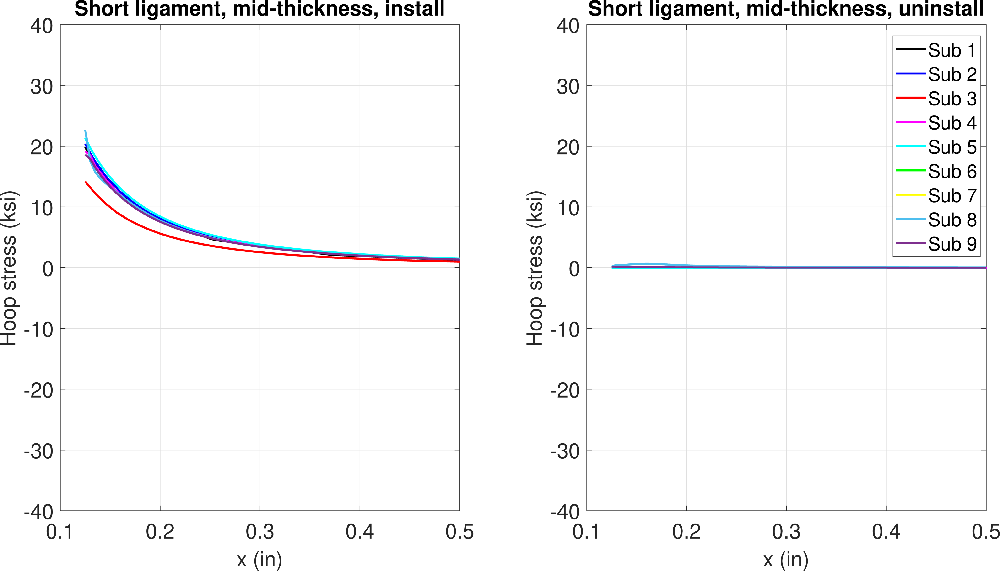 Short ligament, mid-thickness, install
40
30
20
10
0
-10
-20
-30
-40
0.1 0.2 0.3 0.4 0.5
x (in)
Hoop stress (ksi)
Short ligament, mid-thickness, uninstall
40
30
20
10
0
-10
-20
-30
-40
0.1 0.2 0.3 0.4 0.5
x (in)
Hoop stress (ksi)
Sub 1
Sub 2
Sub 3
Sub 4
Sub 5
Sub 6
Sub 7
Sub 8
Sub 9